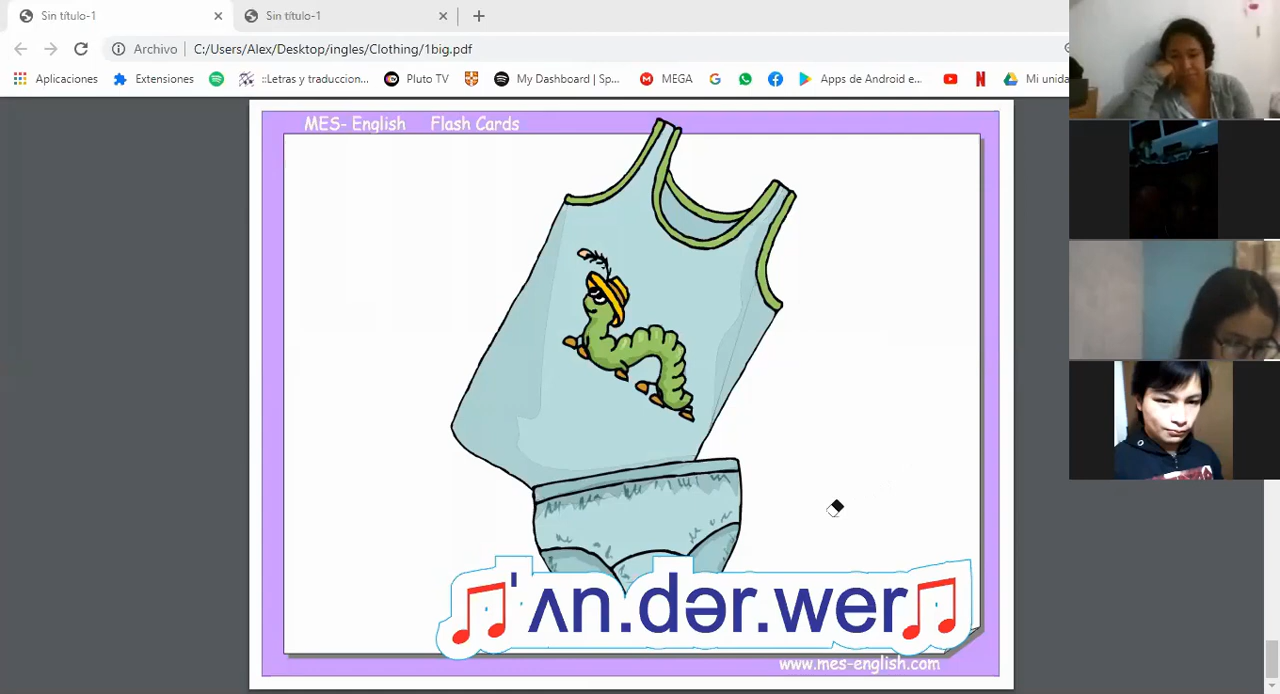 Sin título-1
Sin título-1
Archivo C:/Users/Alex/Desktop/ingles/Clothing/1big.pdf
Aplicaciones Extensiones ::Letras y traduccion... Pluto TV My Dashboard | Sp... MEGA Apps de Android e... Mi unida
MES- English Flash Cards
ˈʌn.dər.wer
www.mes-english.com